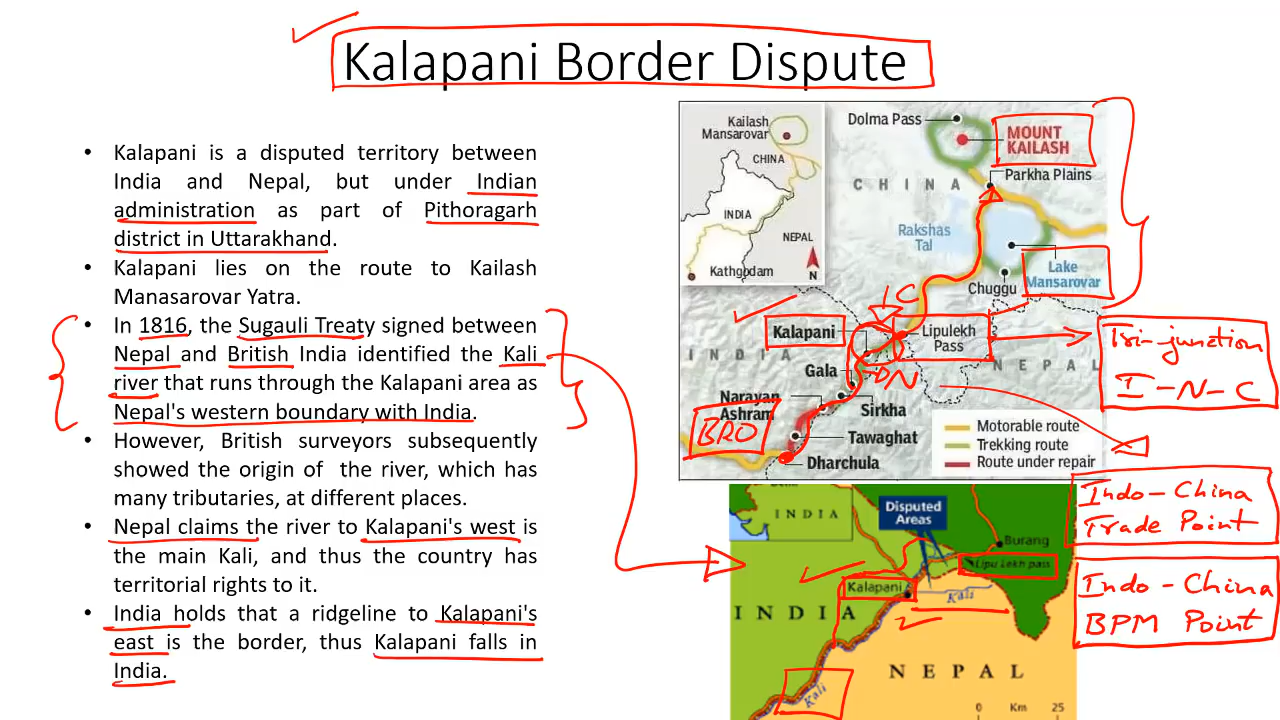 Kalapani Border Dispute
• Kalapani is a disputed territory between
India and Nepal, but under Indian
administration as part of Pithoragarh
district in Uttarakhand.
• Kalapani lies on the route to Kailash
Manasarovar Yatra.
• In 1816, the Sugauli Treaty signed between
Nepal and British India identified the Kali
river that runs through the Kalapani area as
Nepal's western boundary with India.
• However, British surveyors subsequently
showed the origin of the river, which has
many tributaries, at different places.
• Nepal claims the river to Kalapani's west is
the main Kali, and thus the country has
territorial rights to it.
• India holds that a ridgeline to Kalapani's
east is the border, thus Kalapani falls in
India.
Kailash
Mansarovar
CHINA
INDIA
NEPAL
N
Kathgodam
Dolma Pass
MOUNT
KAILASH
Parkha Plains
CHINA
Rakshas
Tal
Lake
Mansarovar
Chuggu
C
Kalapani
Lipulekh
Pass
INDIA
NEPAL
Gala
N
Narayan
Ashram
Sirkha
BRO
Tawaghat
Dharchula
Motorable route
Trekking route
Route under repair
Tri-junction
I-N-C
Indo-China
Trade Point
Indo-China
BPM Point
INDIA
Disputed
Areas
Burang
Lipu Lekh pass
Kalapani
Kali
INDIA
NEPAL
Kali
0 Km 25